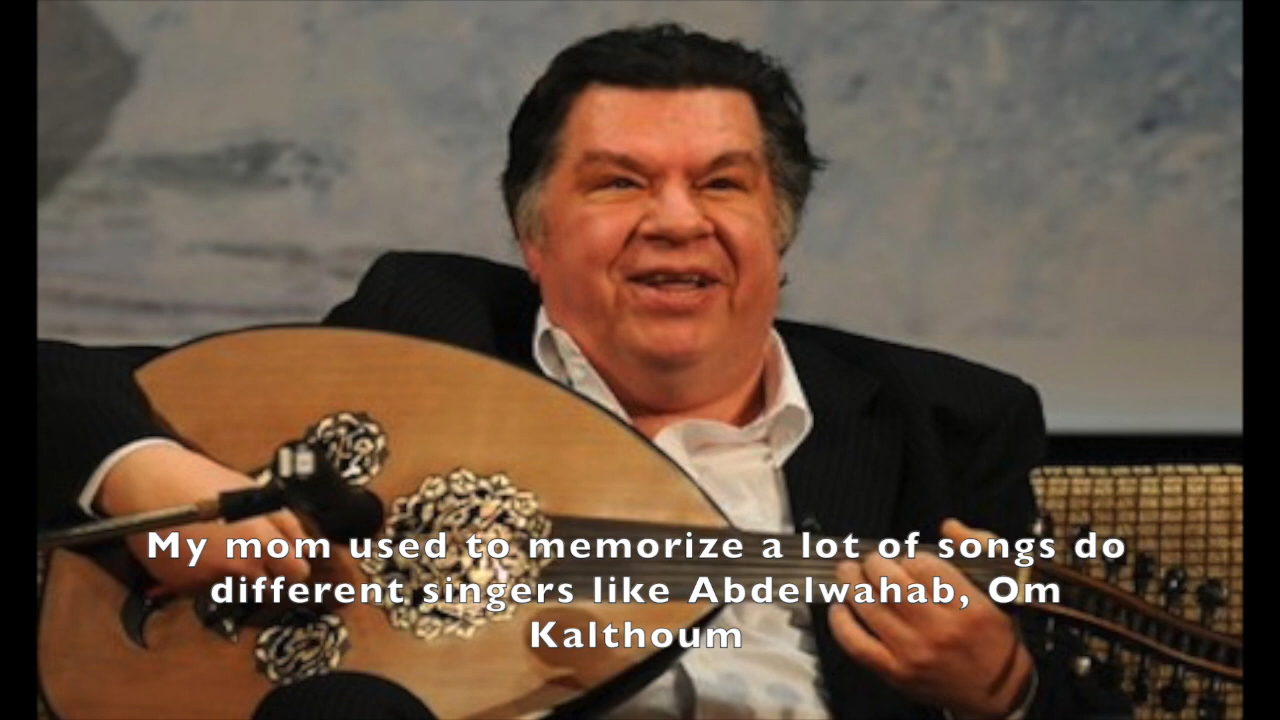 My mom used to memorize a lot of songs do
different singers like Abdelwahab, Om
Kalthoum